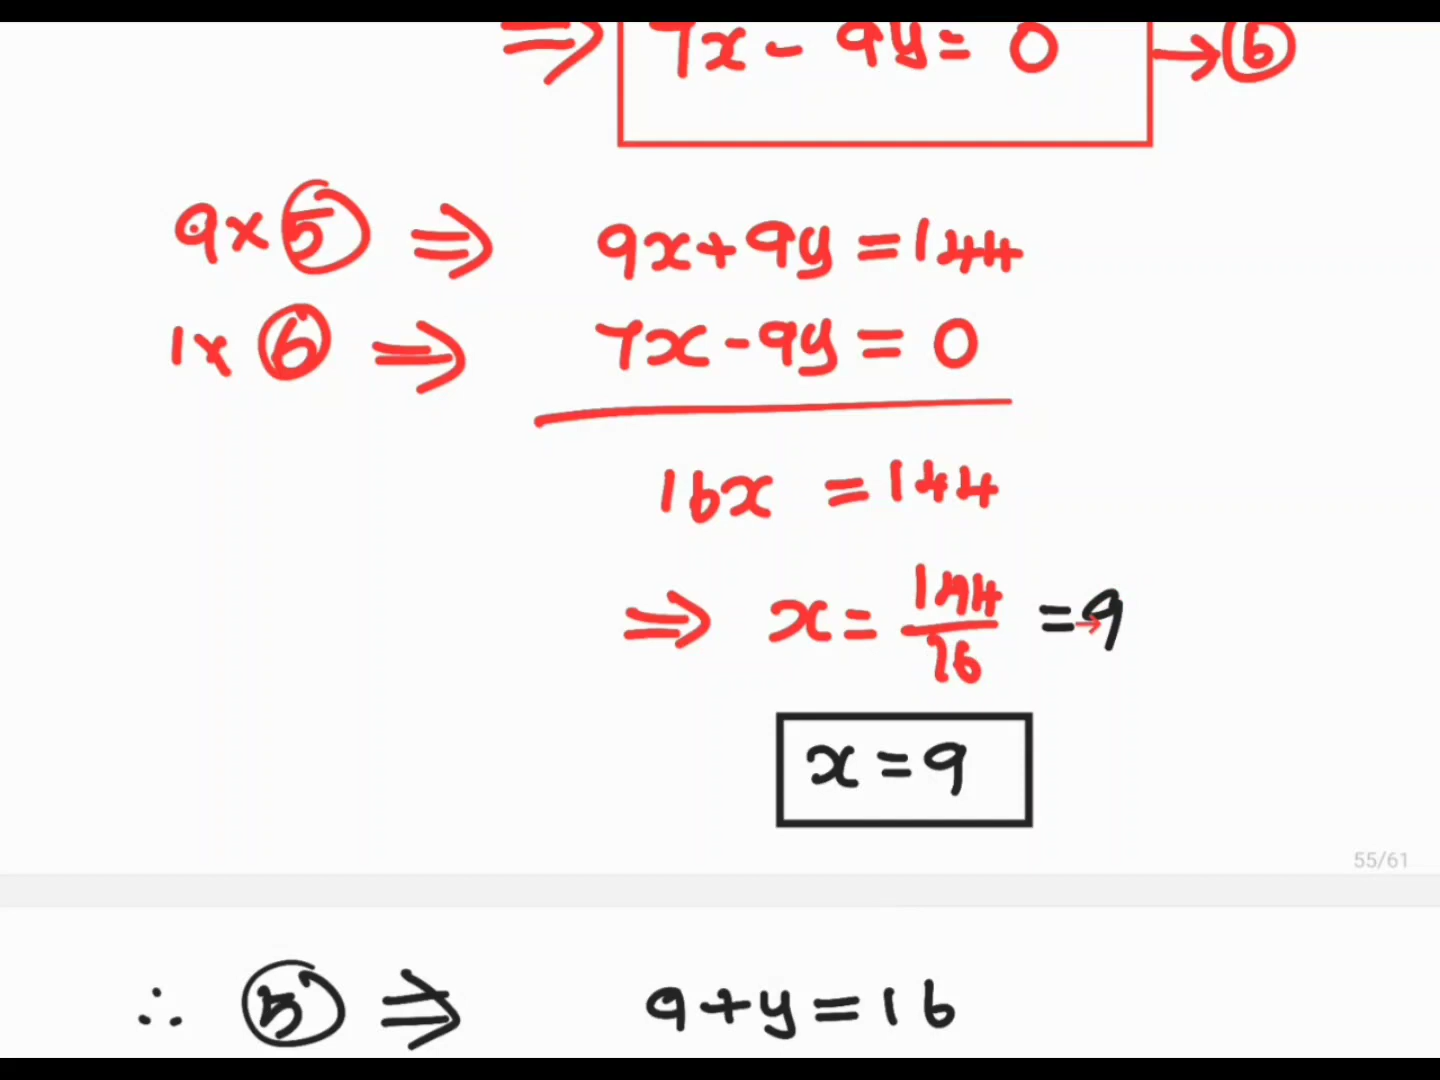 ⇒ 7x - 9y = 0 → ⑥
9 × ⑤ ⇒ 9x + 9y = 144
1 × ⑥ ⇒ 7x - 9y = 0
16x = 144
⇒ x = 144/16 = 9
x = 9
55/61
∴ ⑤ ⇒ 9 + y = 16